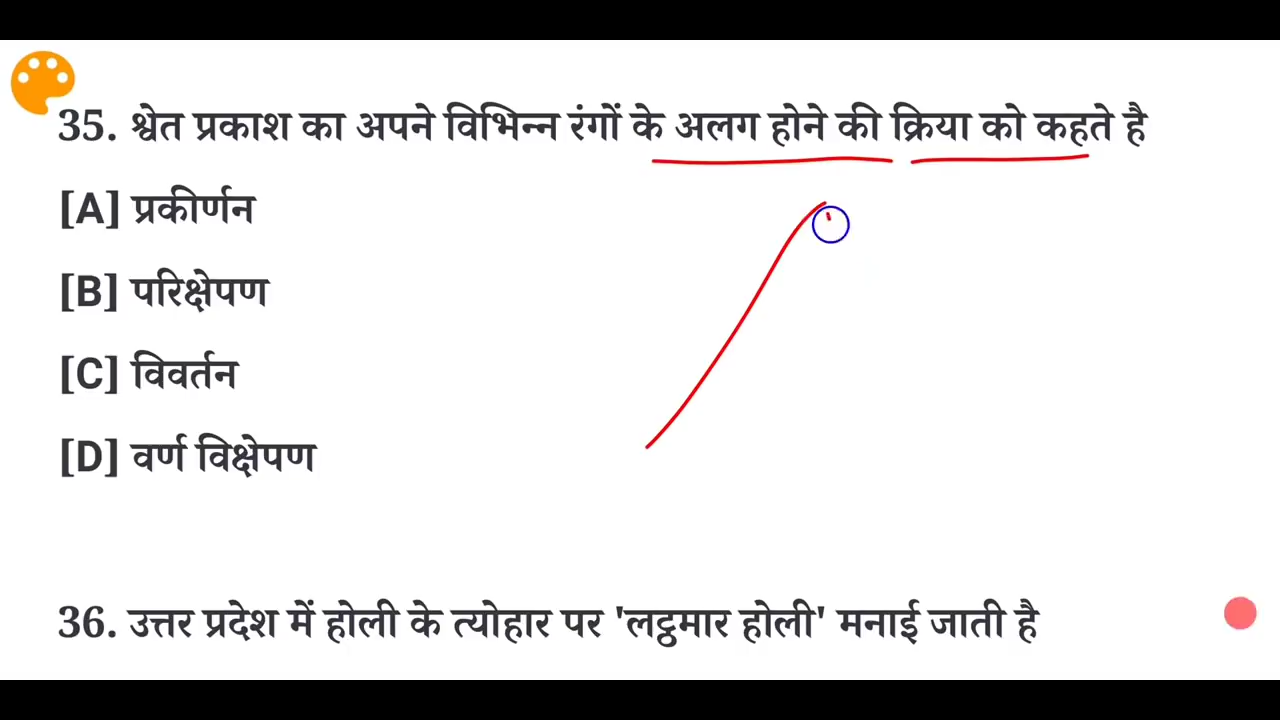 35. श्वेत प्रकाश का अपने विभिन्न रंगों के अलग होने की क्रिया को कहते है
[A] प्रकीर्णन
[B] परिक्षेपण
[C] विवर्तन
[D] वर्ण विक्षेपण
36. उत्तर प्रदेश में होली के त्योहार पर 'लट्ठमार होली' मनाई जाती है